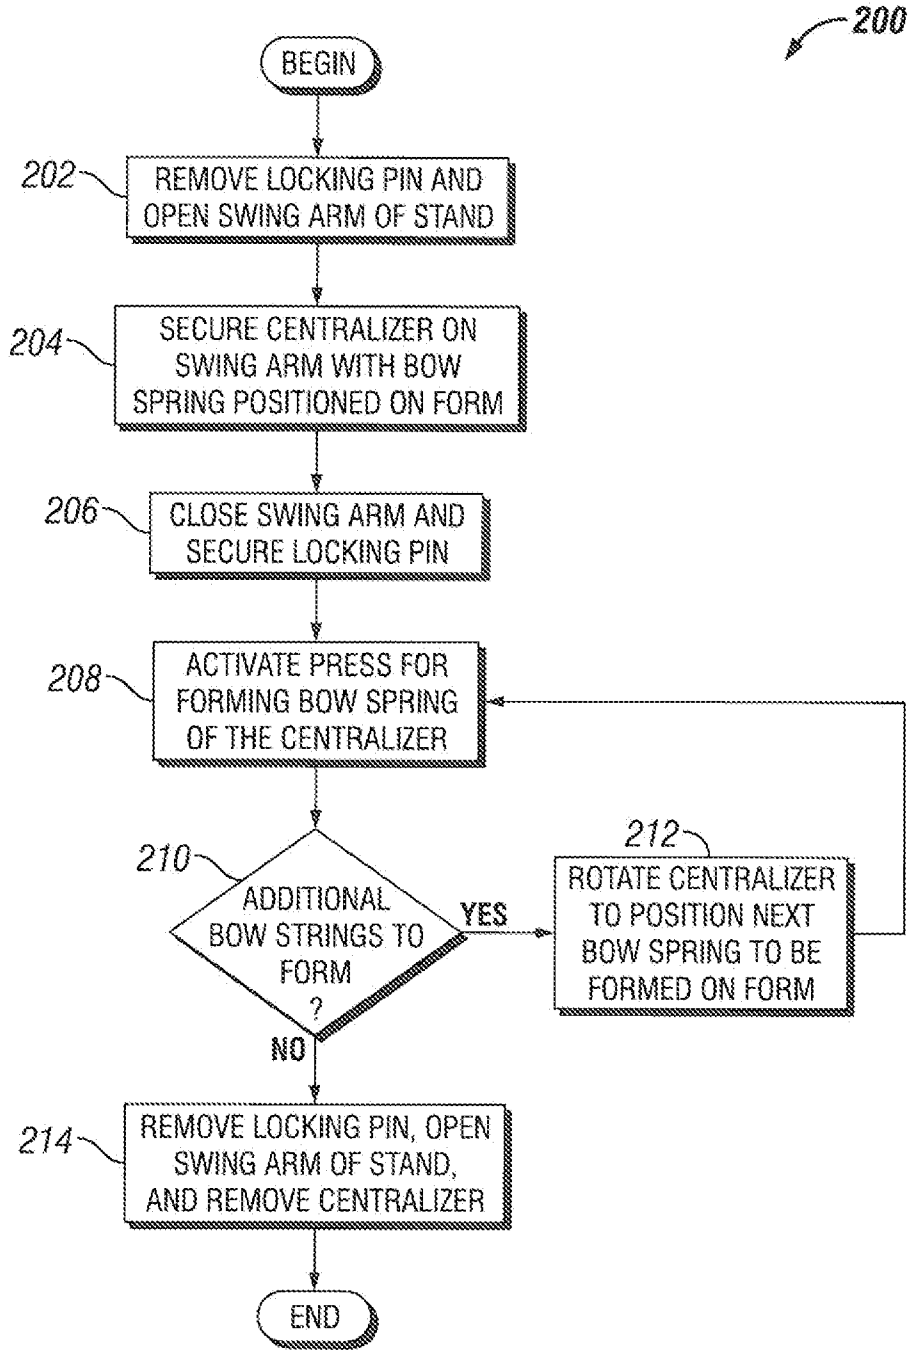 200
BEGIN
202
REMOVE LOCKING PIN AND
OPEN SWING ARM OF STAND
204
SECURE CENTRALIZER ON
SWING ARM WITH BOW
SPRING POSITIONED ON FORM
206
CLOSE SWING ARM AND
SECURE LOCKING PIN
208
ACTIVATE PRESS FOR
FORMING BOW SPRING
OF THE CENTRALIZER
210
ADDITIONAL
BOW STRINGS TO
FORM
?
YES
212
ROTATE CENTRALIZER
TO POSITION NEXT
BOW SPRING TO BE
FORMED ON FORM
NO
214
REMOVE LOCKING PIN, OPEN
SWING ARM OF STAND,
AND REMOVE CENTRALIZER
END